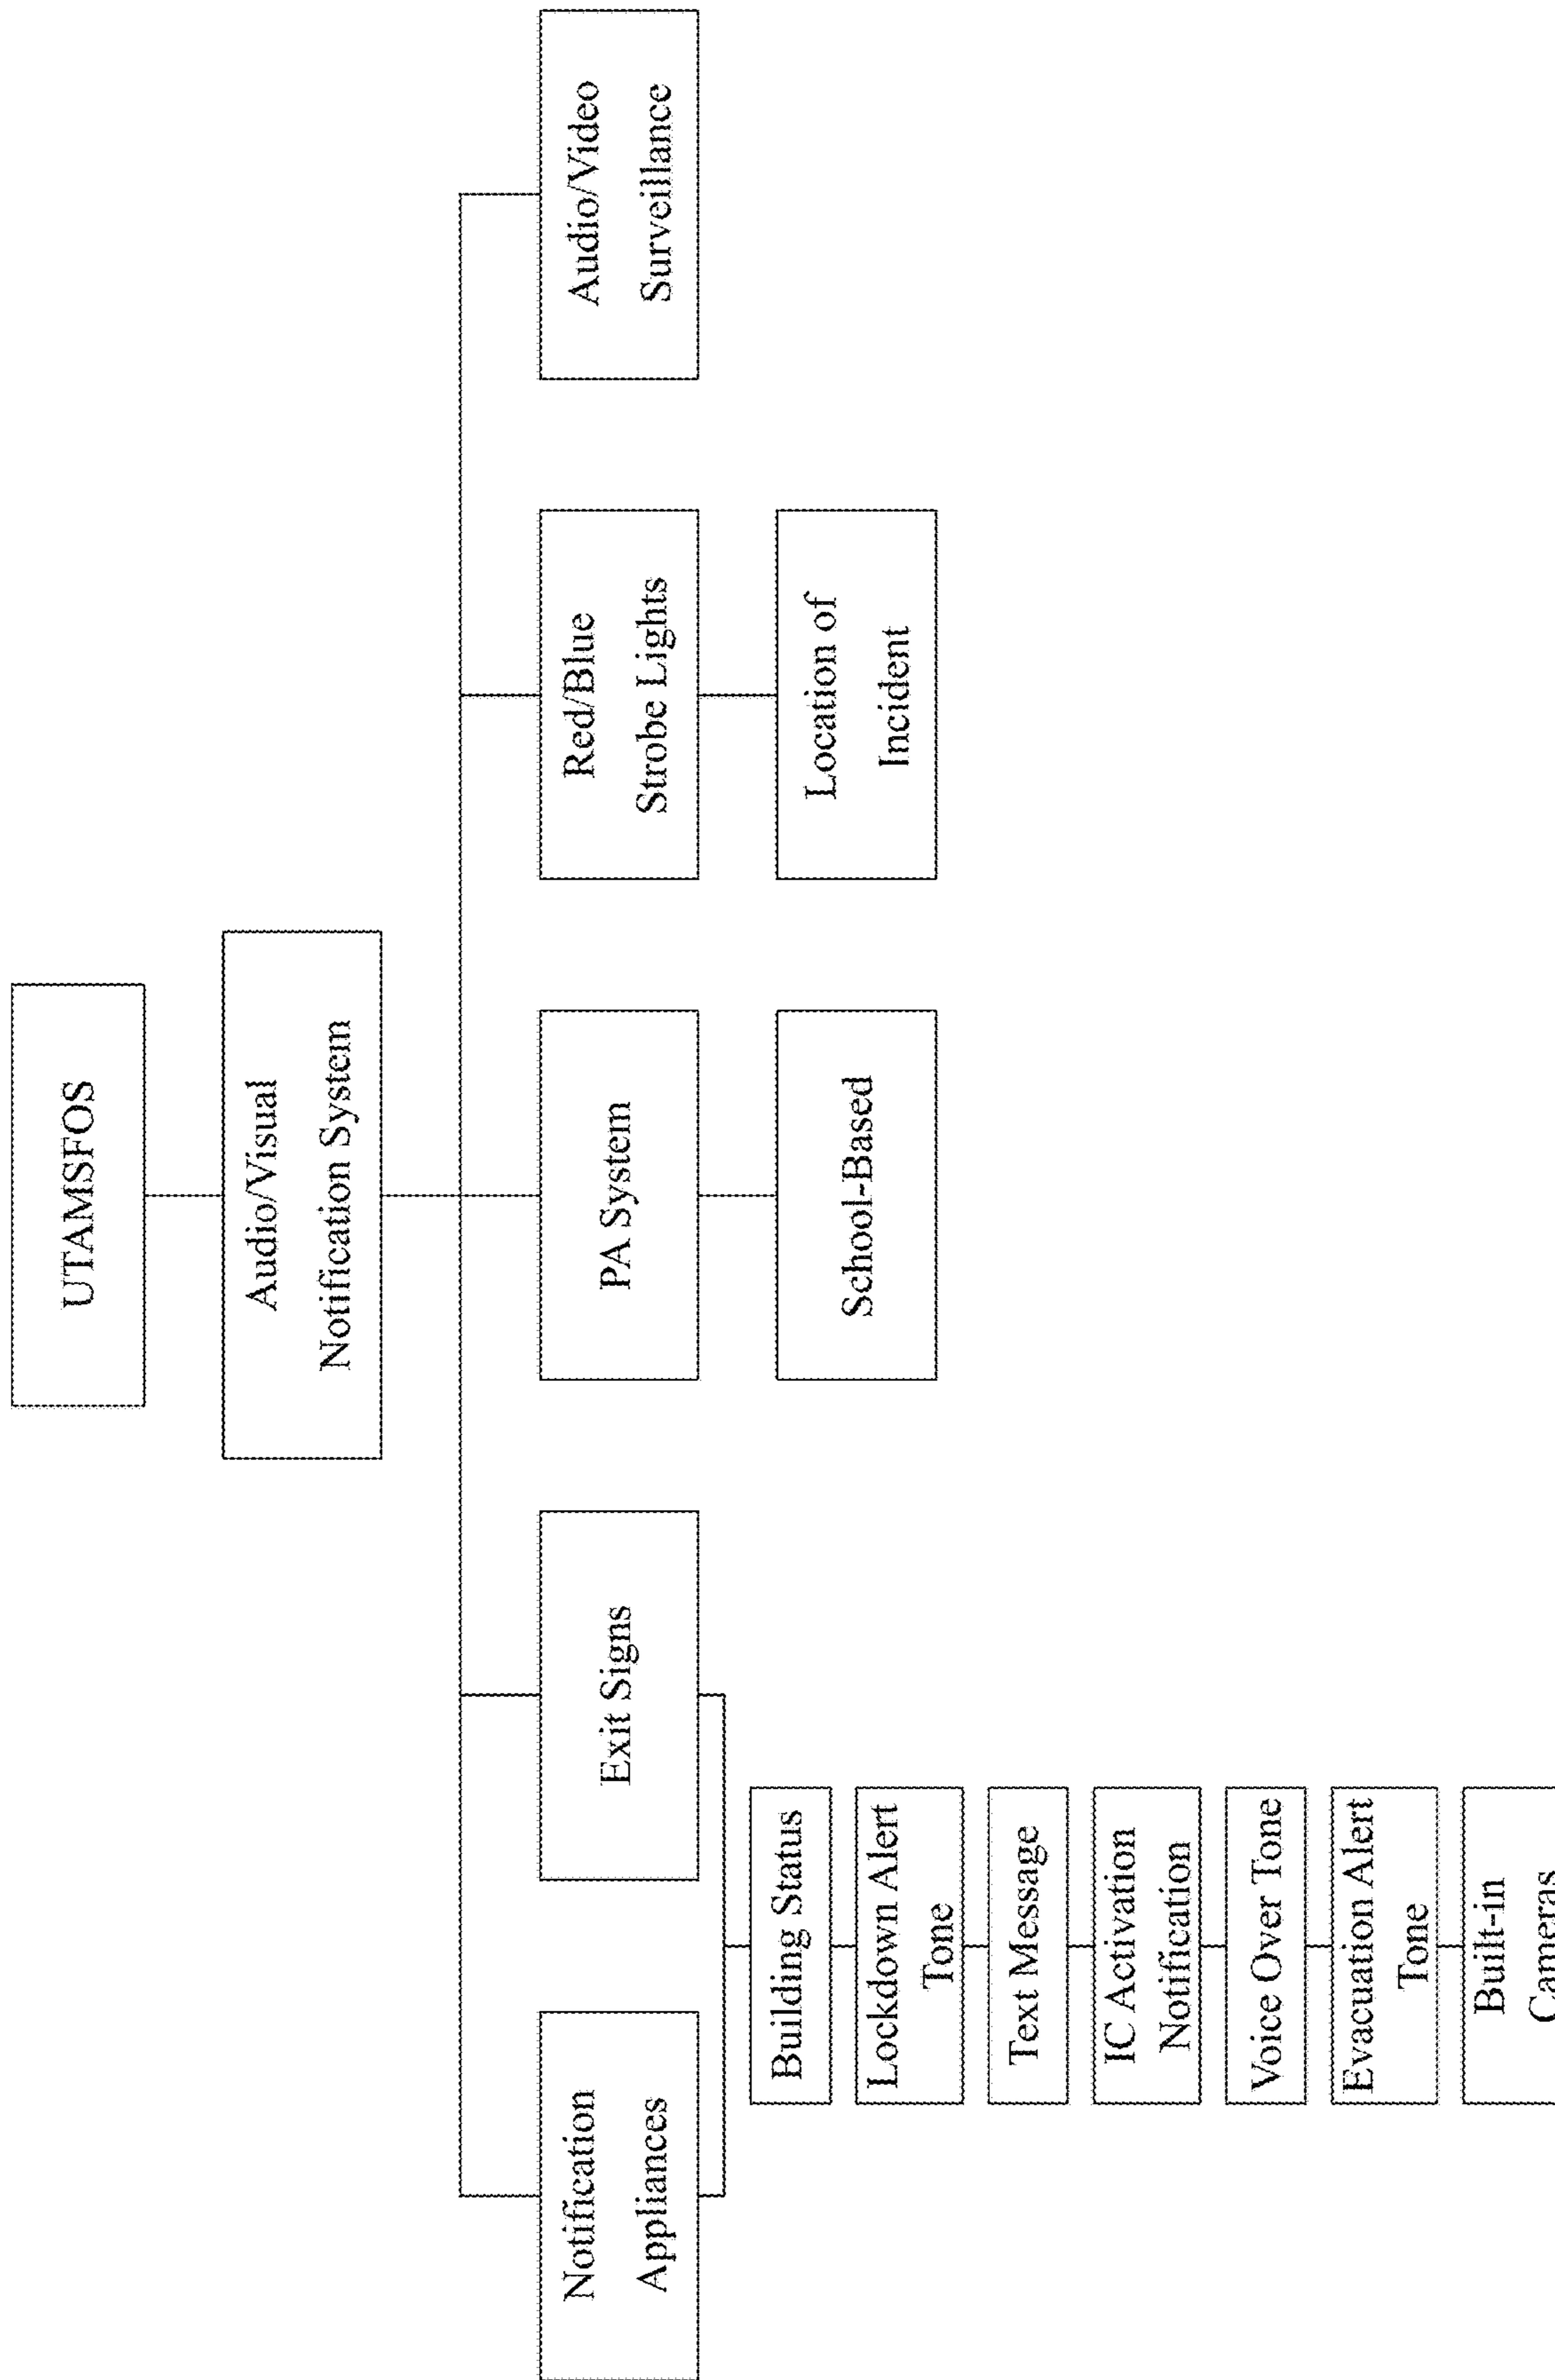 UTAMSFOS
Audio/Visual
Notification System
Notification
Appliances
Exit Signs
PA System
Red/Blue
Strobe Lights
Audio/Video
Surveillance
School-Based
Location of
Incident
Building Status
Lockdown Alert
Tone
Text Message
IC Activation
Notification
Voice Over Tone
Evacuation Alert
Tone
Built-in
Cameras